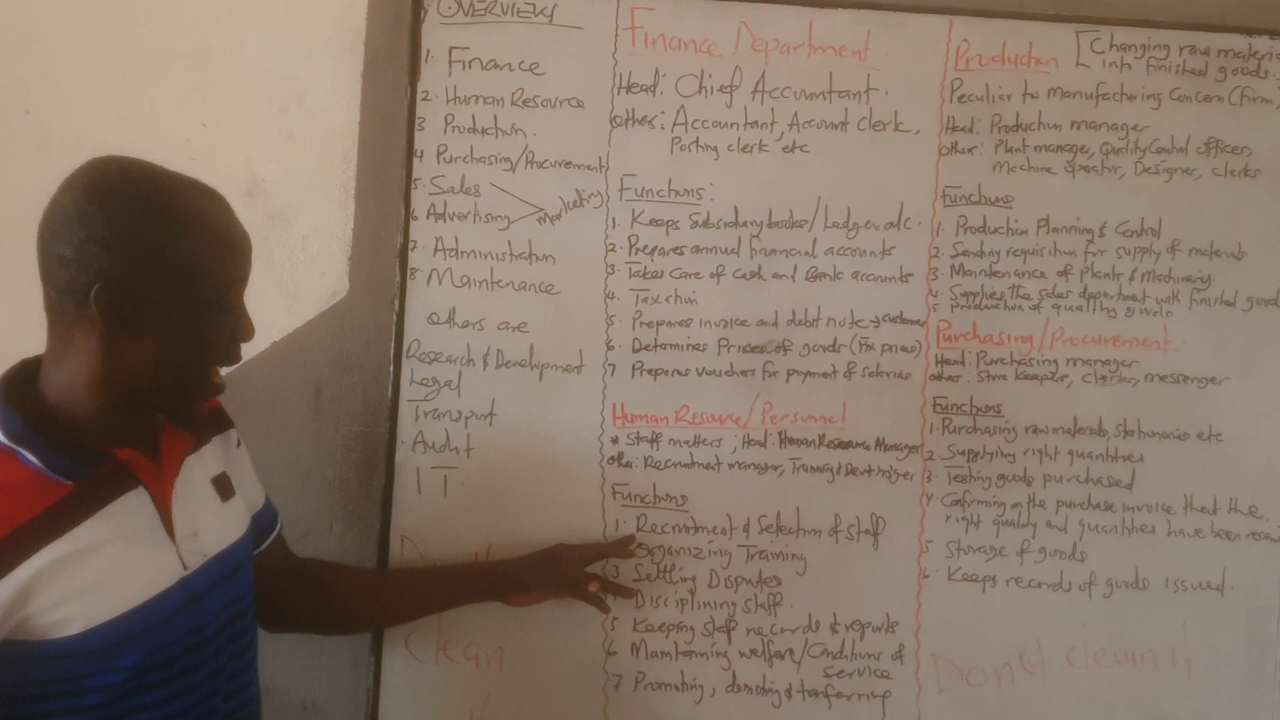 OVERVIEWS
1. Finance
2. Human Resource
3 Production.
4 Purchasing/Procurement
5. Sales
6 Advertising
Marketing
7. Administration
8. Maintenance
Others are
Research & Development
Legal
Transport
Audit
IT
Clean
Finance Department
Head: Chief Accountant.
Others: Accountant, Account clerk,
Posting clerk etc
Functions:
1. Keeps Subsidiary books/Ledger a/c.
2. Prepares annual financial accounts
3. Takes care of Cash and Bank accounts
4. Taxation
5. Prepares invoice and debit note → customer
6. Determines Prices of goods (Fix prices)
7 Prepares vouchers for payment of salaries
Human Resource/Personnel
* Staff matters; Head: Human Resource Manager
Other: Recruitment manager, Training &
Functions
1. Recruitment & Selection of staff
Organizing Training
3 Settling Disputes
Disciplining staff.
5 Keeping staff records & reports
6 Maintaining welfare/Conditions of
Service
7 Promoting, demoting &
Production [Changing raw materia
into finished goods.
Peculiar to manufacturing Concern (firm
Head: Production manager
Other: Plant manager, Quality Control officers,
Machine operator, Designer, clerks
Functions
1. Production Planning & Control
2. Sending requisition for supply of materials
3. Maintenance of Plants & Machinery.
4. Supplies the sales department with finished good
5 Production of quality goods
Purchasing/Procurement.
Head: Purchasing manager
Other: Store Keeper, clerks, messenger
Functions
1. Purchasing raw materials, stationaries etc
2. Supplying right quantities
3. Testing goods purchased
4. Confirming on the purchase invoice that the
right quality and quantities have been
5 Storage of goods
6. Keeps records of goods issued.
Don't clean